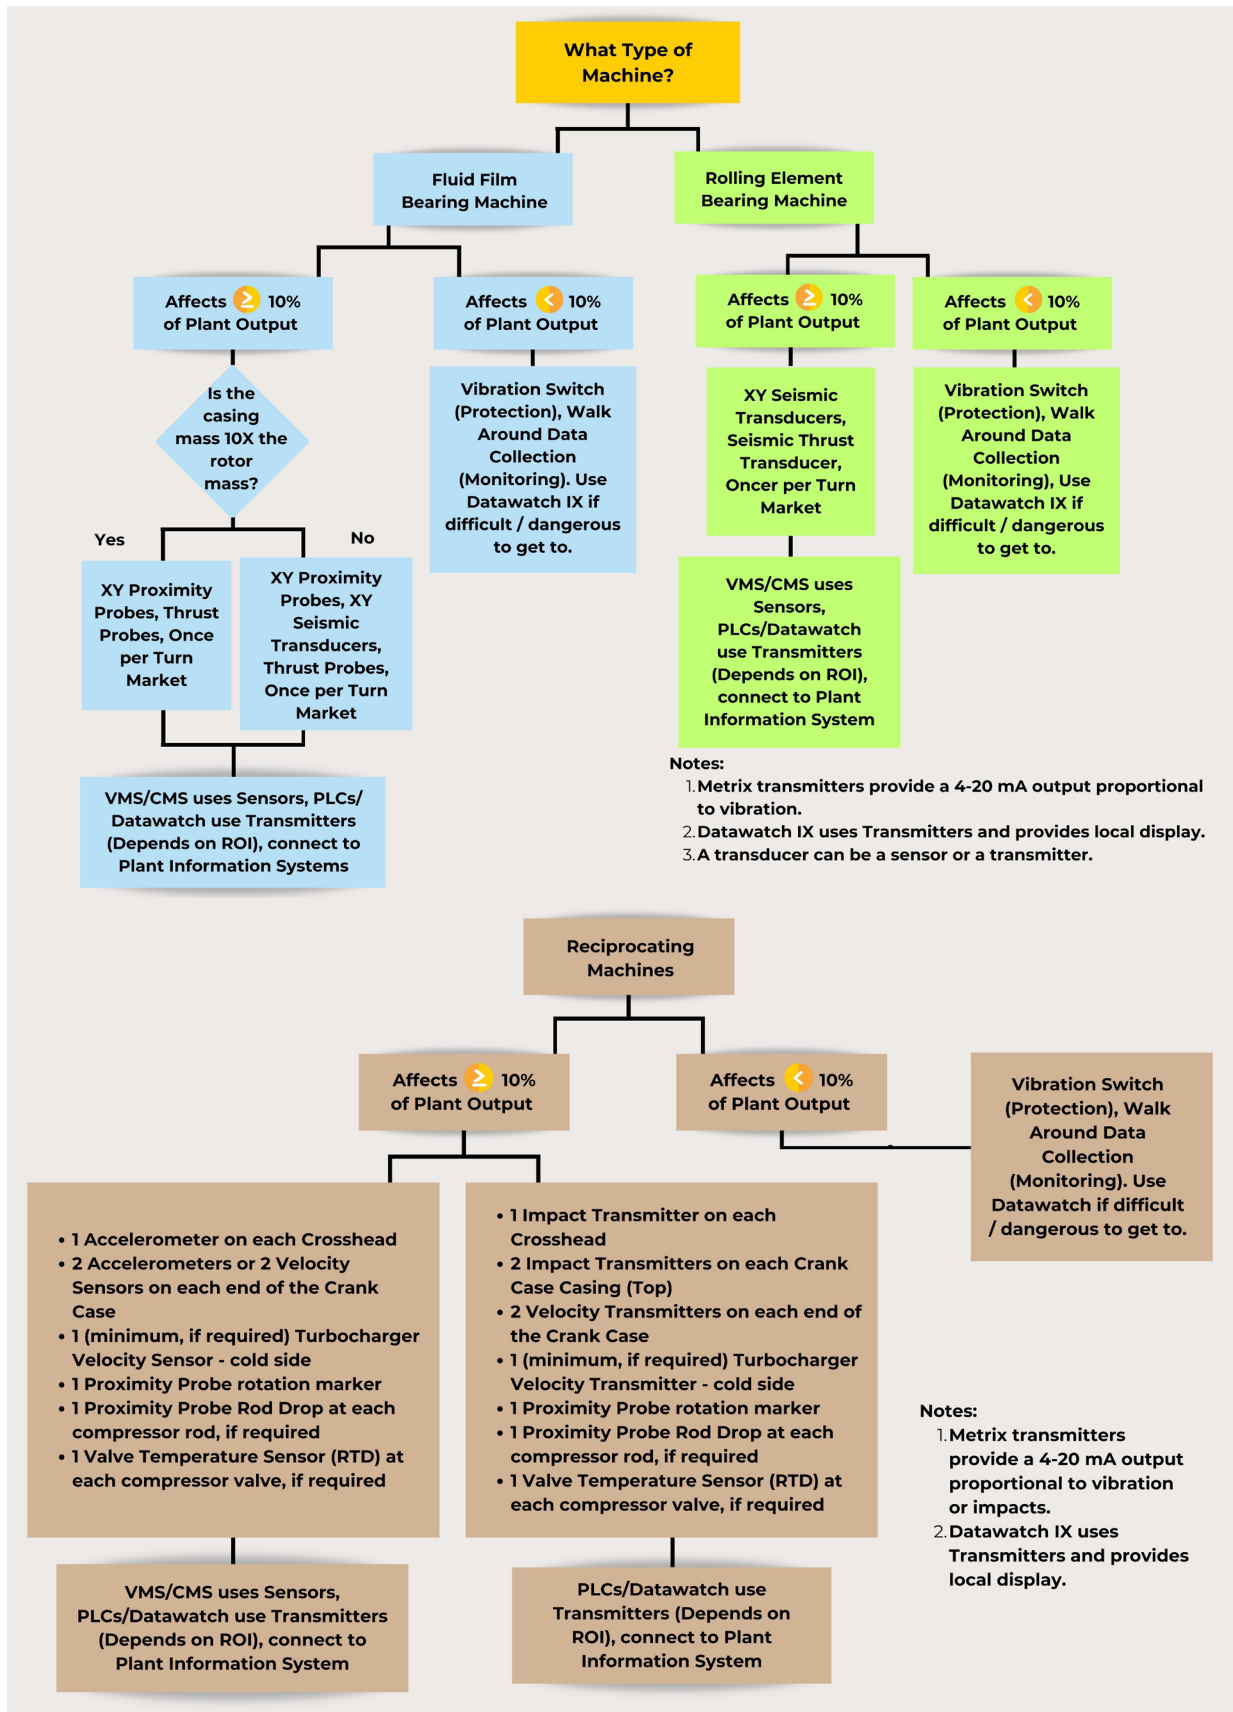 What Type of
Machine?
Fluid Film
Bearing Machine
Rolling Element
Bearing Machine
Affects ≥ 10%
of Plant Output
Affects < 10%
of Plant Output
Affects ≥ 10%
of Plant Output
Affects < 10%
of Plant Output
Is the
casing
mass 10X the
rotor
mass?
Yes
No
XY Proximity
Probes, Thrust
Probes, Once
per Turn
Market
XY Proximity
Probes, XY
Seismic
Transducers,
Thrust Probes,
Once per Turn
Market
VMS/CMS uses Sensors, PLCs/
Datawatch use Transmitters
(Depends on ROI), connect to
Plant Information Systems
Vibration Switch
(Protection), Walk
Around Data
Collection
(Monitoring). Use
Datawatch IX if
difficult / dangerous
to get to.
XY Seismic
Transducers,
Seismic Thrust
Transducer,
Oncer per Turn
Market
VMS/CMS uses
Sensors,
PLCs/Datawatch
use Transmitters
(Depends on ROI),
connect to Plant
Information System
Vibration Switch
(Protection), Walk
Around Data
Collection
(Monitoring), Use
Datawatch IX if
difficult / dangerous
to get to.
Notes:
1. Metrix transmitters provide a 4-20 mA output proportional
to vibration.
2. Datawatch IX uses Transmitters and provides local display.
3. A transducer can be a sensor or a transmitter.
Reciprocating
Machines
Affects ≥ 10%
of Plant Output
Affects < 10%
of Plant Output
Vibration Switch
(Protection), Walk
Around Data
Collection
(Monitoring). Use
Datawatch if difficult
/ dangerous to get to.
• 1 Accelerometer on each Crosshead
• 2 Accelerometers or 2 Velocity
Sensors on each end of the Crank
Case
• 1 (minimum, if required) Turbocharger
Velocity Sensor - cold side
• 1 Proximity Probe rotation marker
• 1 Proximity Probe Rod Drop at each
compressor rod, if required
• 1 Valve Temperature Sensor (RTD) at
each compressor valve, if required
• 1 Impact Transmitter on each
Crosshead
• 2 Impact Transmitters on each Crank
Case Casing (Top)
• 2 Velocity Transmitters on each end of
the Crank Case
• 1 (minimum, if required) Turbocharger
Velocity Transmitter - cold side
• 1 Proximity Probe rotation marker
• 1 Proximity Probe Rod Drop at each
compressor rod, if required
• 1 Valve Temperature Sensor (RTD) at
each compressor valve, if required
VMS/CMS uses Sensors,
PLCs/Datawatch use Transmitters
(Depends on ROI), connect to
Plant Information System
PLCs/Datawatch use
Transmitters (Depends on
ROI), connect to Plant
Information System
Notes:
1. Metrix transmitters
provide a 4-20 mA output
proportional to vibration
or impacts.
2. Datawatch IX uses
Transmitters and provides
local display.